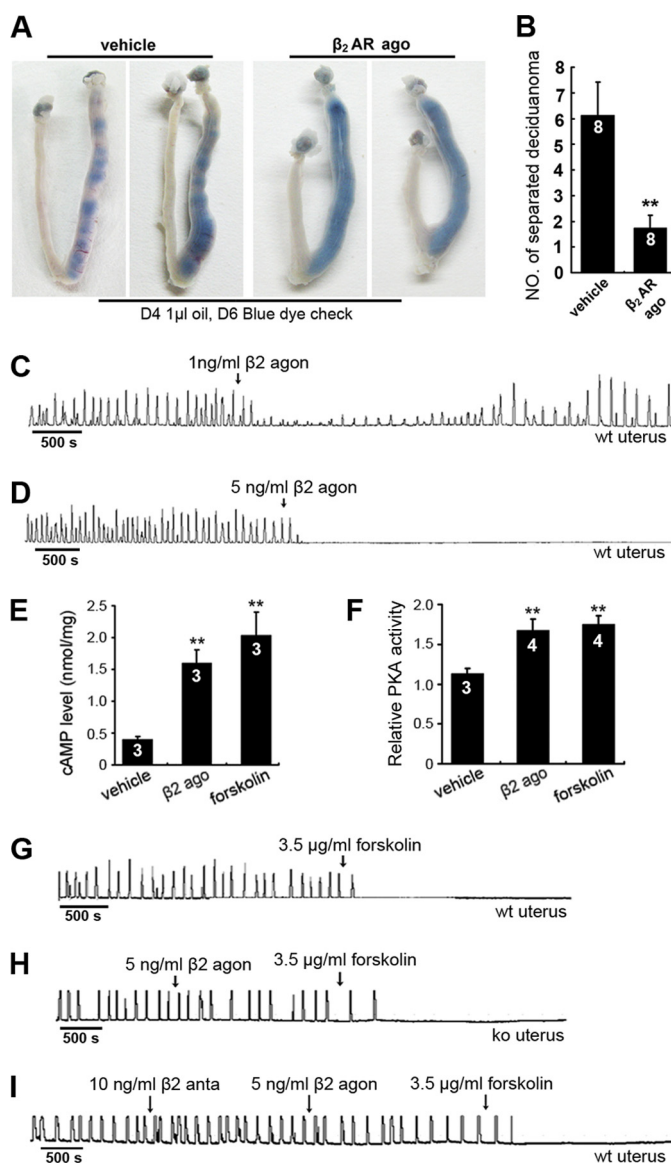 A
vehicle
β₂ AR ago
D4 1µl oil, D6 Blue dye check
B
NO. of separated deciduanoma
8
7
6
5
4
3
2
1
0
8
**
8
vehicle
β₂ AR
ago
C
1ng/ml β2 agon
500 s
wt uterus
D
5 ng/ml β2 agon
500 s
wt uterus
E
cAMP level (nmol/mg)
2.5
2.0
1.5
1.0
0.5
0
3
**
3
**
3
vehicle
β2 ago
forskolin
F
Relative PKA activity
2.0
1.5
1.0
0.5
0
3
**
4
**
4
vehicle
β2 ago
forskolin
G
3.5 µg/ml forskolin
500 s
wt uterus
H
5 ng/ml β2 agon
3.5 µg/ml forskolin
500 s
ko uterus
I
10 ng/ml β2 anta
5 ng/ml β2 agon
3.5 µg/ml forskolin
500 s
wt uterus